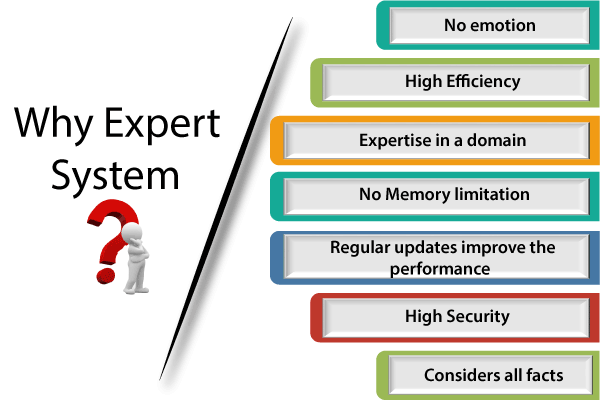 Why Expert
System
No emotion
High Efficiency
Expertise in a domain
No Memory limitation
Regular updates improve the
performance
High Security
Considers all facts